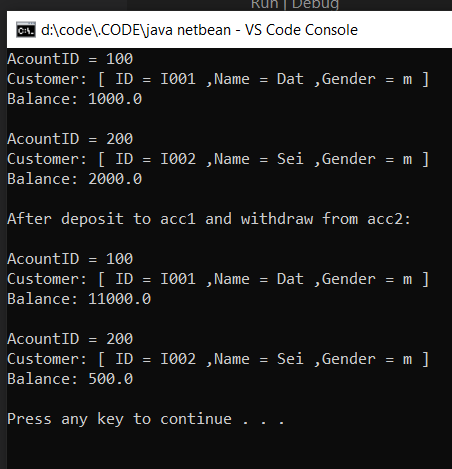 Run | Debug
d:\code\.CODE\java netbean - VS Code Console
AcountID = 100
Customer: [ ID = I001 ,Name = Dat ,Gender = m ]
Balance: 1000.0
AcountID = 200
Customer: [ ID = I002 ,Name = Sei ,Gender = m ]
Balance: 2000.0
After deposit to acc1 and withdraw from acc2:
AcountID = 100
Customer: [ ID = I001 ,Name = Dat ,Gender = m ]
Balance: 11000.0
AcountID = 200
Customer: [ ID = I002 ,Name = Sei ,Gender = m ]
Balance: 500.0
Press any key to continue . . .